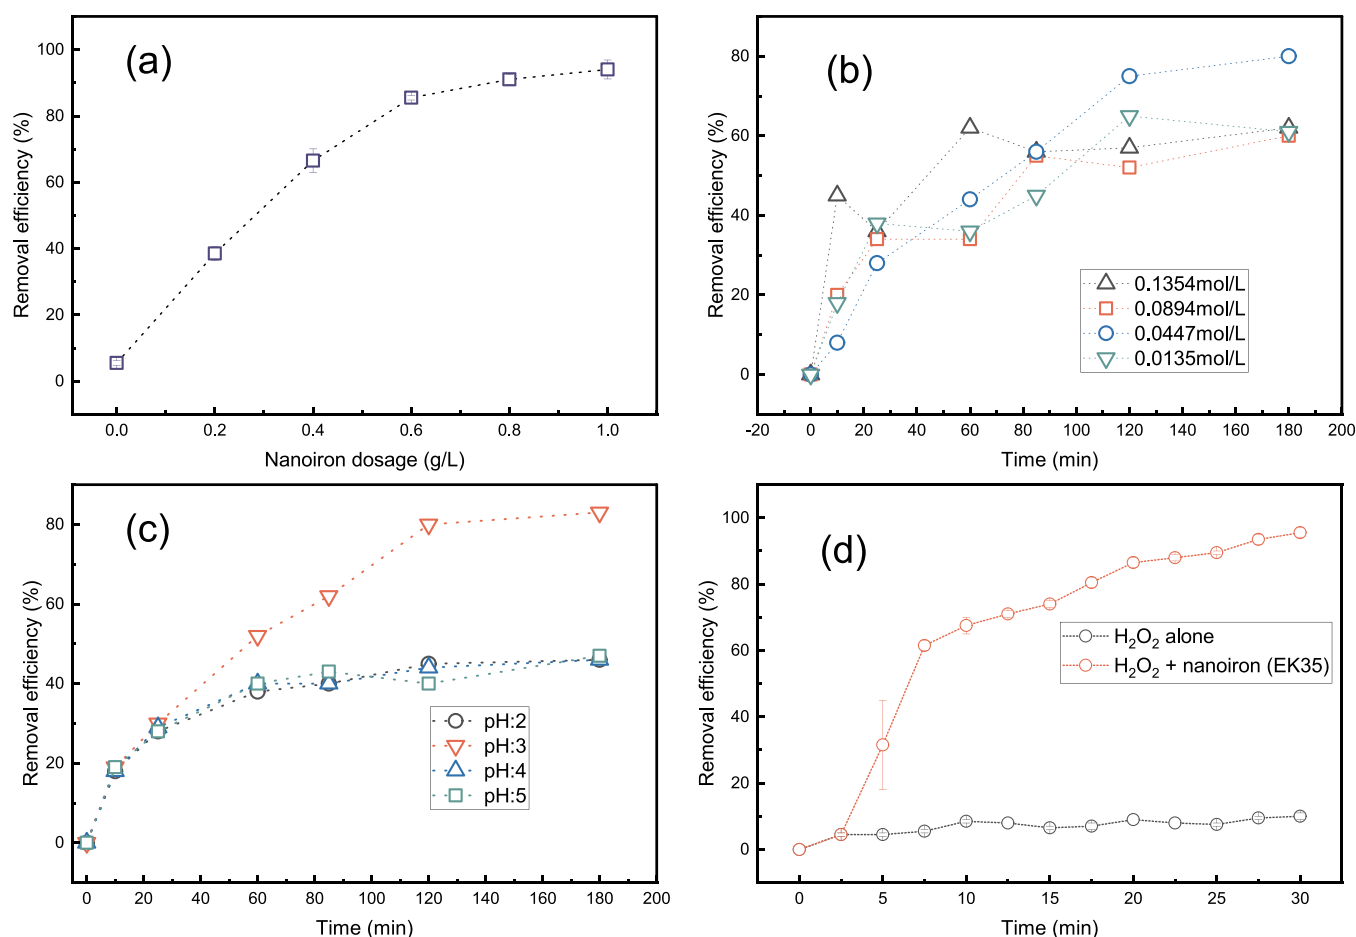 (a)
Removal efficiency (%)
100
80
60
40
20
0
0.0 0.2 0.4 0.6 0.8 1.0
Nanoiron dosage (g/L)
(b)
Removal efficiency (%)
80
60
40
20
0
0.1354mol/L
0.0894mol/L
0.0447mol/L
0.0135mol/L
-20 0 20 40 60 80 100 120 140 160 180 200
Time (min)
(c)
Removal efficiency (%)
80
60
40
20
0
pH:2
pH:3
pH:4
pH:5
0 20 40 60 80 100 120 140 160 180 200
Time (min)
(d)
Removal efficiency (%)
100
80
60
40
20
0
H₂O₂ alone
H₂O₂ + nanoiron (EK35)
0 5 10 15 20 25 30
Time (min)